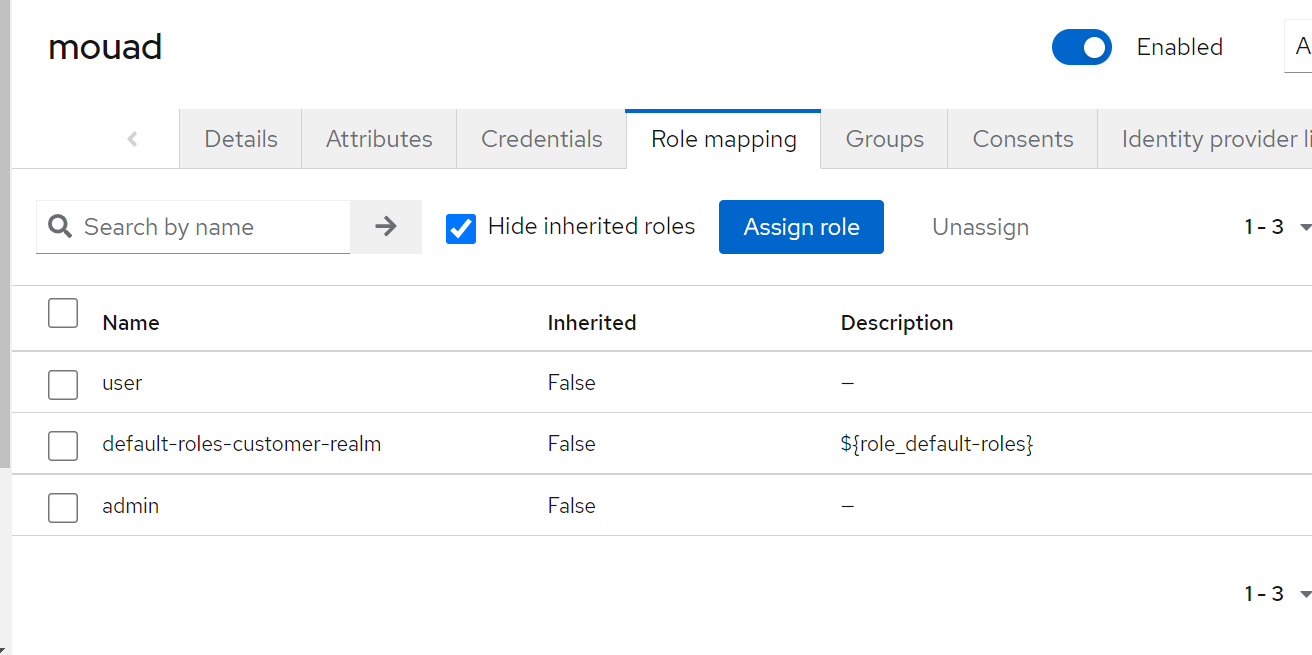 mouad
Enabled
A
Details Attributes Credentials Role mapping Groups Consents Identity provider li
Search by name Hide inherited roles Assign role Unassign 1 - 3
Name Inherited Description
user False –
default-roles-customer-realm False ${role_default-roles}
admin False –
1 - 3